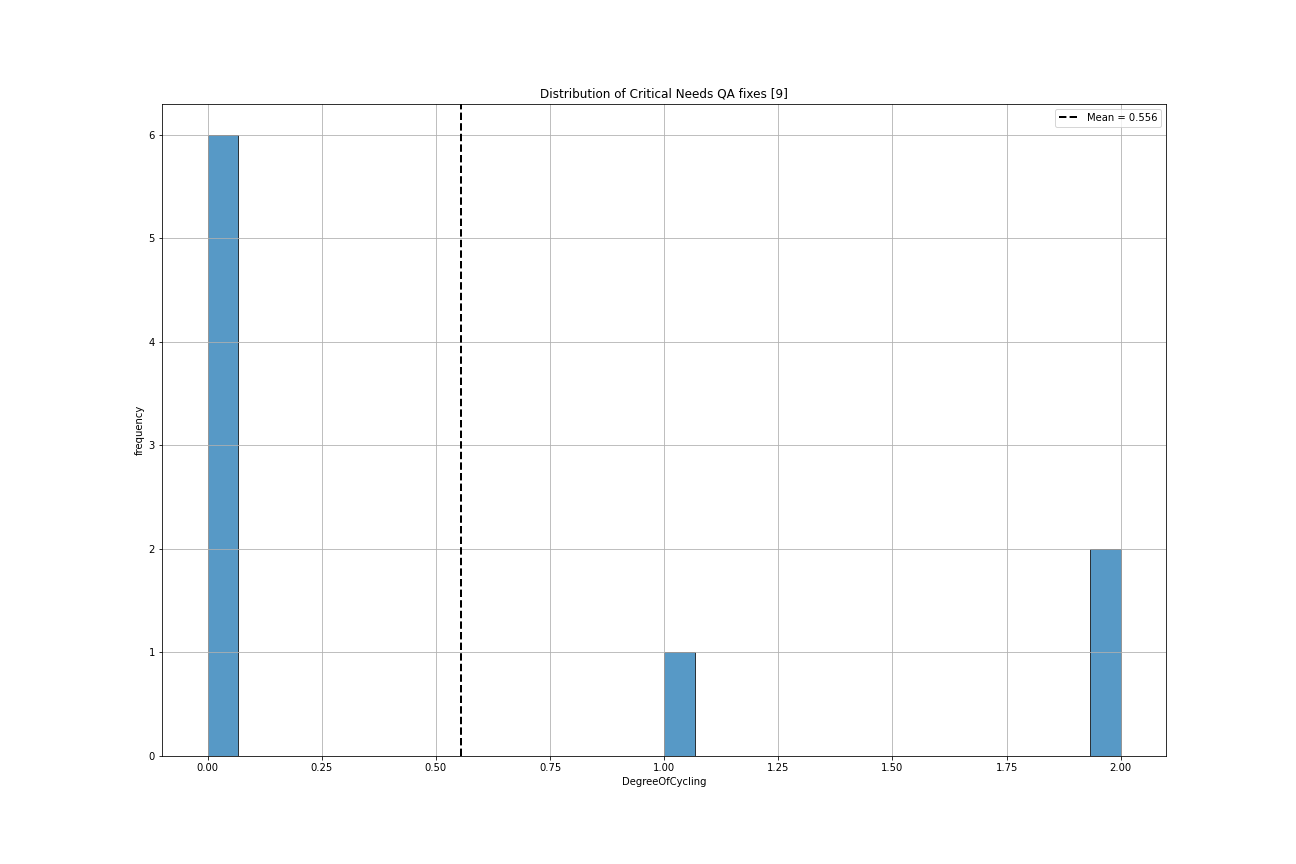 Distribution of Critical Needs QA fixes [9]
Mean = 0.556
6
5
4
3
2
1
0
frequency
0.00 0.25 0.50 0.75 1.00 1.25 1.50 1.75 2.00
DegreeOfCycling